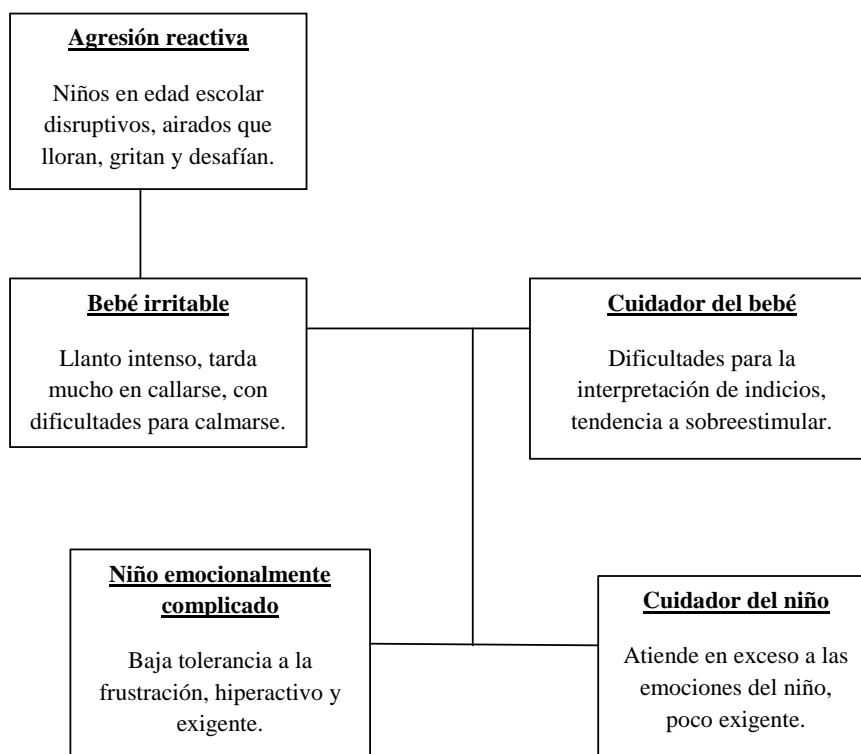 Agresión reactiva
Niños en edad escolar
disruptivos, airados que
lloran, gritan y desafían.
Bebé irritable
Llanto intenso, tarda
mucho en callarse, con
dificultades para calmarse.
Cuidador del bebé
Dificultades para la
interpretación de indicios,
tendencia a sobreestimular.
Niño emocionalmente
complicado
Baja tolerancia a la
frustración, hiperactivo y
exigente.
Cuidador del niño
Atiende en exceso a las
emociones del niño,
poco exigente.